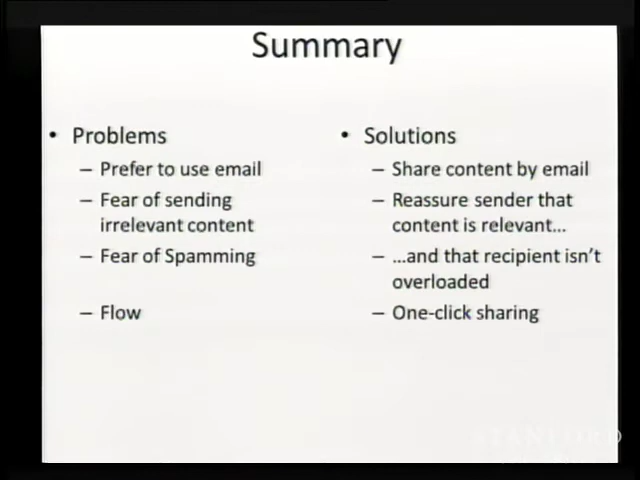 Summary
• Problems
– Prefer to use email
– Fear of sending
irrelevant content
– Fear of Spamming
– Flow
• Solutions
– Share content by email
– Reassure sender that
content is relevant…
– …and that recipient isn't
overloaded
– One-click sharing
STANFORD